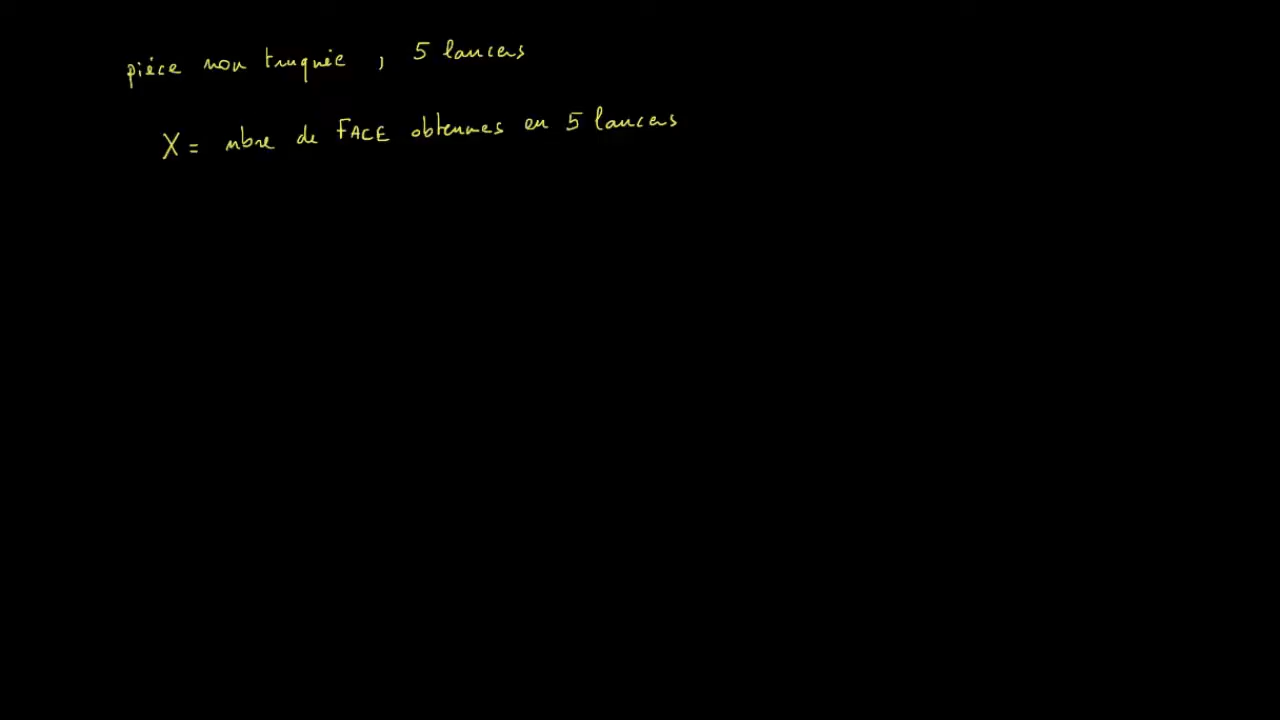 pièce non truquée , 5 lancers
X = nbre de FACE obtenues en 5 lancers